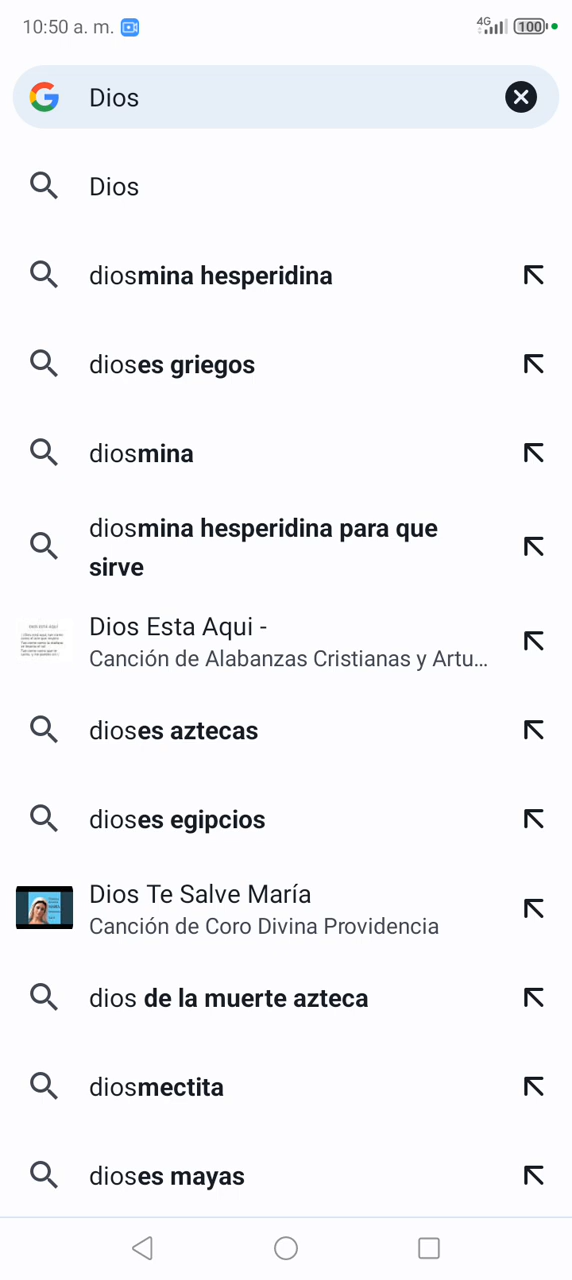 10:50 a. m.
4G
100
Dios
Dios
diosmina hesperidina
dioses griegos
diosmina
diosmina hesperidina para que
sirve
Dios Esta Aqui -
Canción de Alabanzas Cristianas y Artu...
dioses aztecas
dioses egipcios
Dios Te Salve María
Canción de Coro Divina Providencia
dios de la muerte azteca
diosmectita
dioses mayas